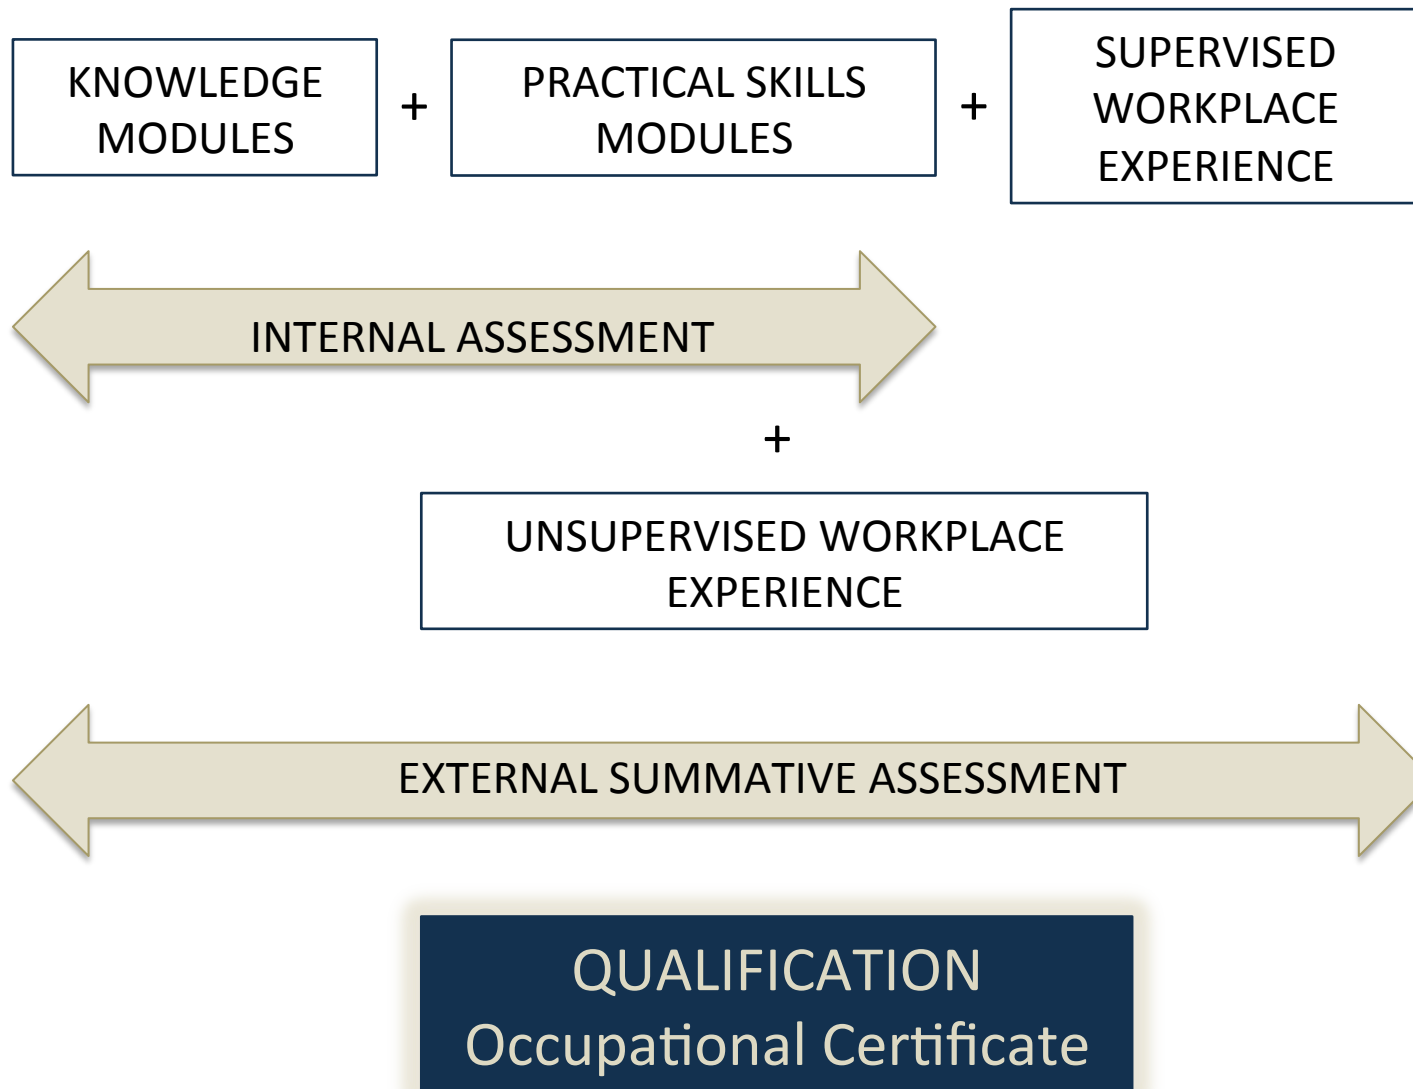 KNOWLEDGE
MODULES
+
PRACTICAL SKILLS
MODULES
+
SUPERVISED
WORKPLACE
EXPERIENCE
INTERNAL ASSESSMENT
+
UNSUPERVISED WORKPLACE
EXPERIENCE
EXTERNAL SUMMATIVE ASSESSMENT
QUALIFICATION
Occupational Certificate